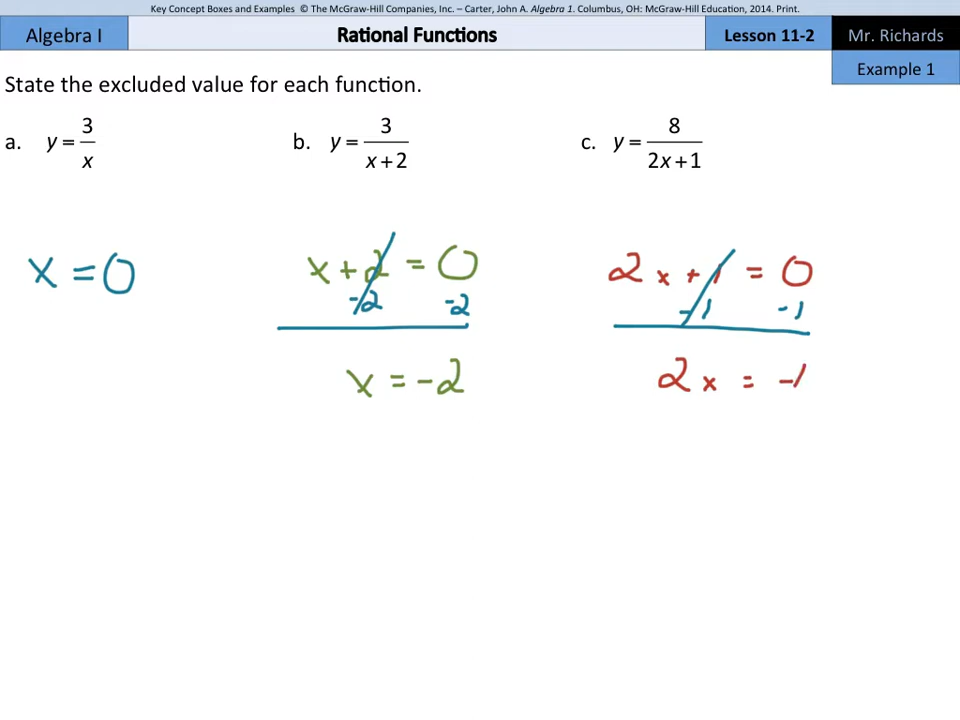 Key Concept Boxes and Examples © The McGraw-Hill Companies, Inc. – Carter, John A. Algebra 1. Columbus, OH: McGraw-Hill Education, 2014. Print.
Algebra I
Rational Functions
Lesson 11-2
Mr. Richards
Example 1
State the excluded value for each function.
a. y = 3/x
b. y = 3/(x + 2)
c. y = 8/(2x + 1)
x = 0
x + 2 = 0
-2 -2
x = -2
2x + 1 = 0
-1 -1
2x = -1